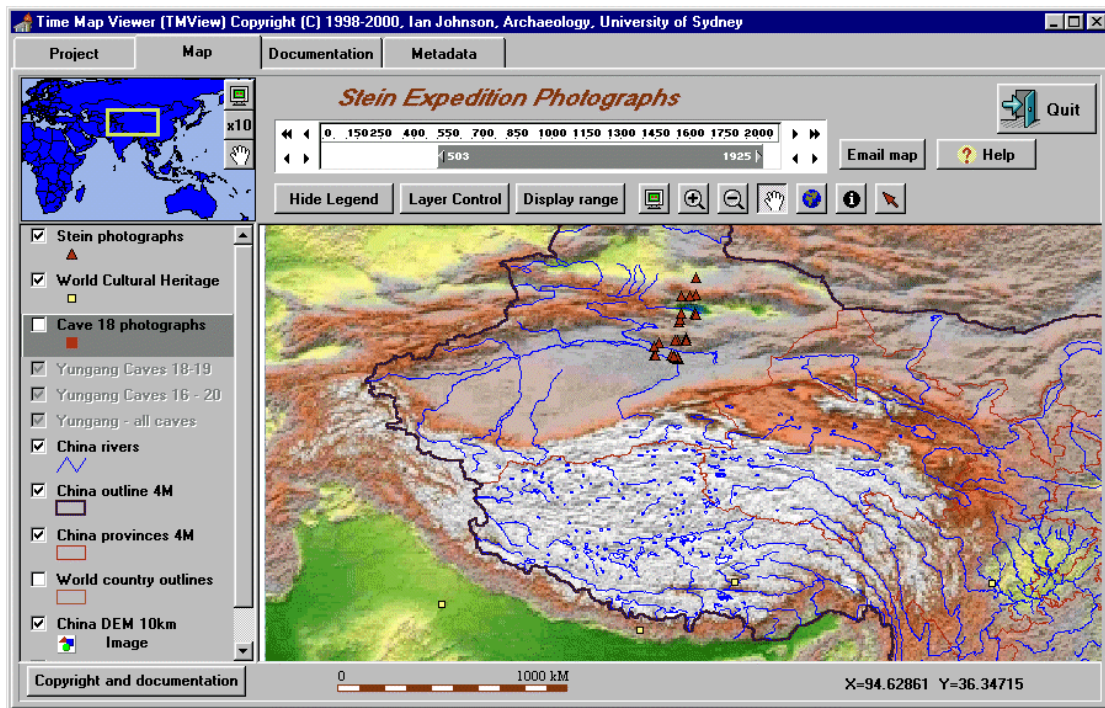 Time Map Viewer (TMView) Copyright (C) 1998-2000, Ian Johnson, Archaeology, University of Sydney
Project Map Documentation Metadata
x10
Stein Expedition Photographs
Quit
0 150 250 400 550 700 850 1000 1150 1300 1450 1600 1750 2000
503 1925
Email map
? Help
Hide Legend Layer Control Display range
Stein photographs
World Cultural Heritage
Cave 18 photographs
Yungang Caves 18-19
Yungang Caves 16 - 20
Yungang - all caves
China rivers
China outline 4M
China provinces 4M
World country outlines
China DEM 10km
Image
Copyright and documentation
0 1000 kM
X=94.62861 Y=36.34715